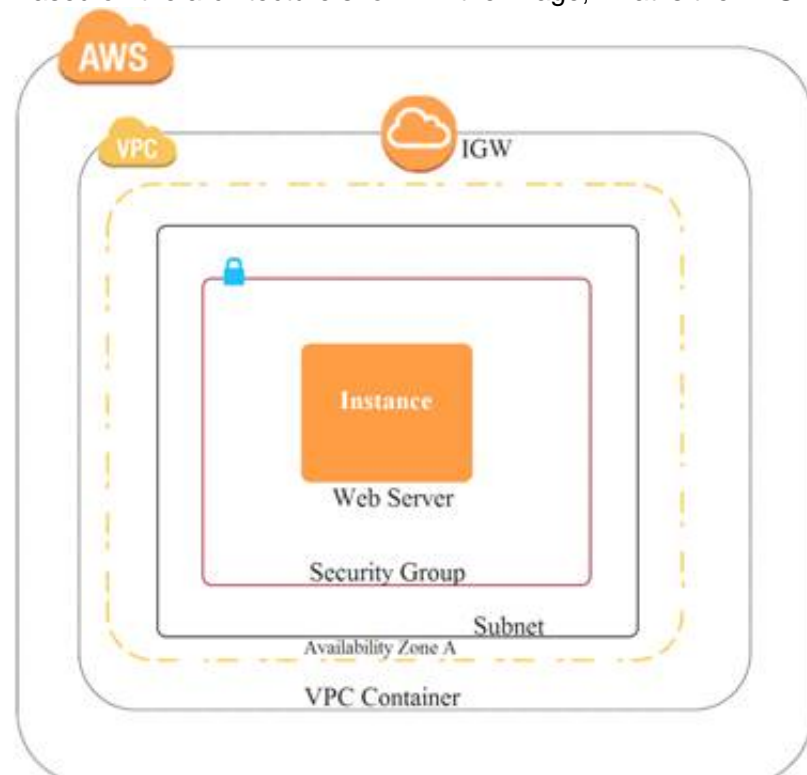 AWS
VPC
IGW
Instance
Web Server
Security Group
Subnet
Availability Zone A
VPC Container